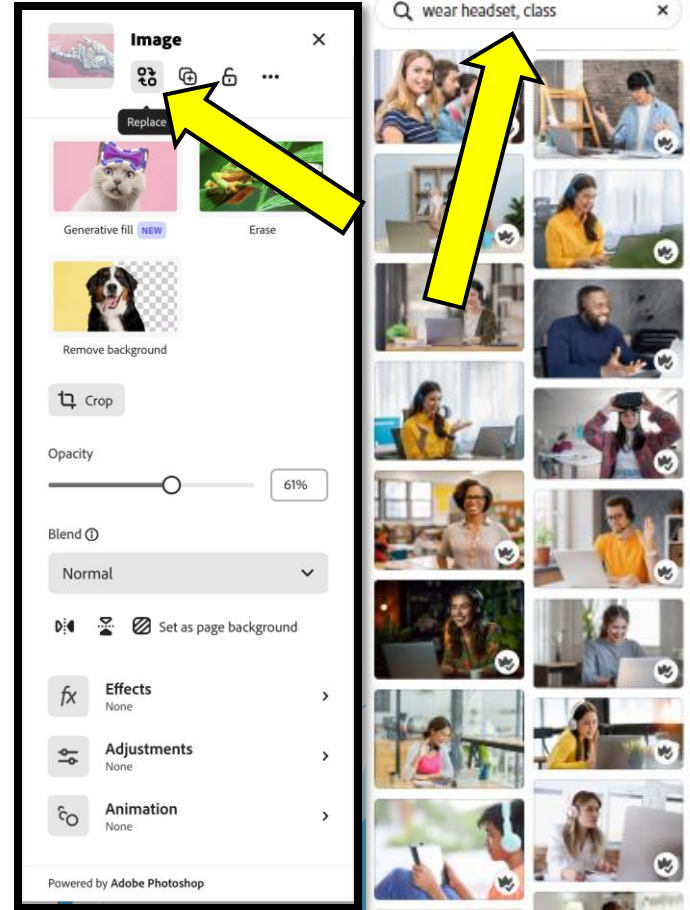 Image
Replace
Generative fill NEW
Erase
Remove background
Crop
Opacity
61%
Blend
Normal
Set as page background
fx
Effects
None
Adjustments
None
Animation
None
Powered by Adobe Photoshop
wear headset, class